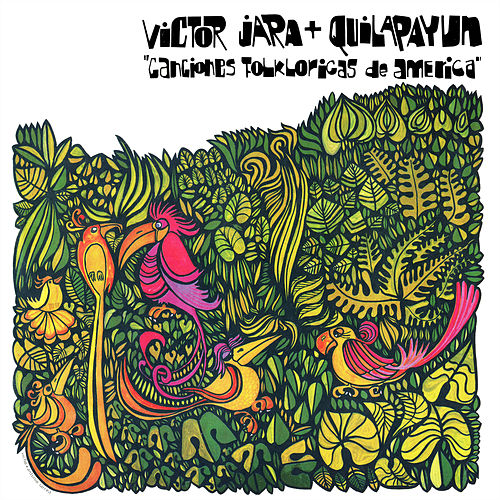 VICTOR JARA + QUILAPAYUN
"CANCIONES FOLKLORICAS de AMERICA"